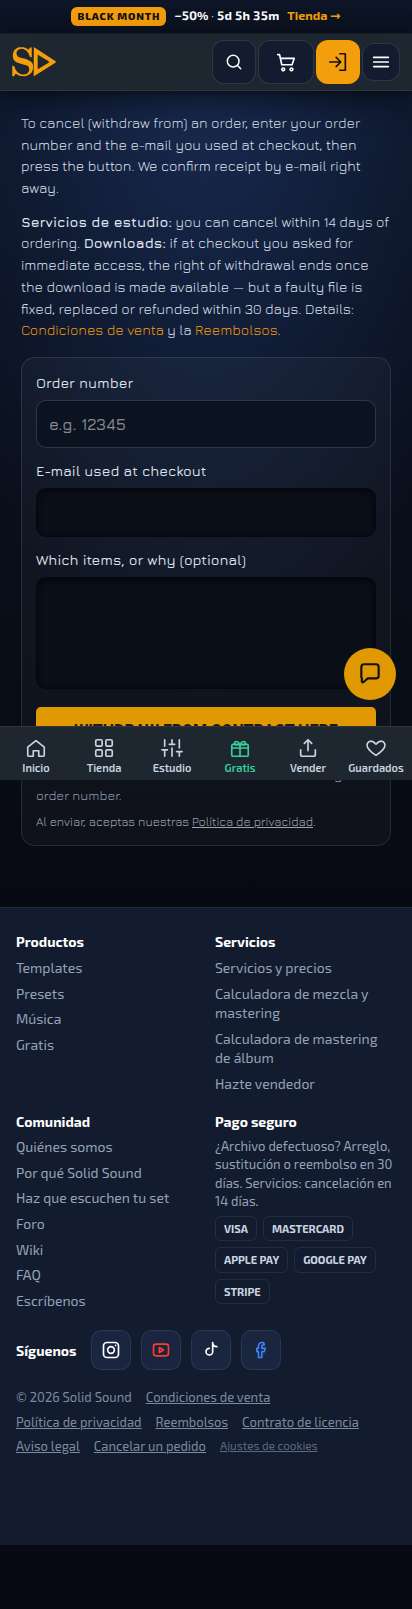 BLACK MONTH −50% · 5d 5h 35m Tienda →
To cancel (withdraw from) an order, enter your order
number and the e-mail you used at checkout, then
press the button. We confirm receipt by e-mail right
away.
Servicios de estudio: you can cancel within 14 days of
ordering. Downloads: if at checkout you asked for
immediate access, the right of withdrawal ends once
the download is made available — but a faulty file is
fixed, replaced or refunded within 30 days. Details:
Condiciones de venta y la Reembolsos.
Order number
e.g. 12345
E-mail used at checkout
Which items, or why (optional)
WITHDRAW FROM CONTRACT HERE
Inicio Tienda Estudio Gratis Vender Guardados
order number.
Al enviar, aceptas nuestras Política de privacidad.
Productos
Templates
Presets
Música
Gratis
Servicios
Servicios y precios
Calculadora de mezcla y
mastering
Calculadora de mastering
de álbum
Hazte vendedor
Comunidad
Quiénes somos
Por qué Solid Sound
Haz que escuchen tu set
Foro
Wiki
FAQ
Escríbenos
Pago seguro
¿Archivo defectuoso? Arreglo,
sustitución o reembolso en 30
días. Servicios: cancelación en
14 días.
VISA MASTERCARD
APPLE PAY GOOGLE PAY
STRIPE
Síguenos
© 2026 Solid Sound Condiciones de venta
Política de privacidad Reembolsos Contrato de licencia
Aviso legal Cancelar un pedido Ajustes de cookies